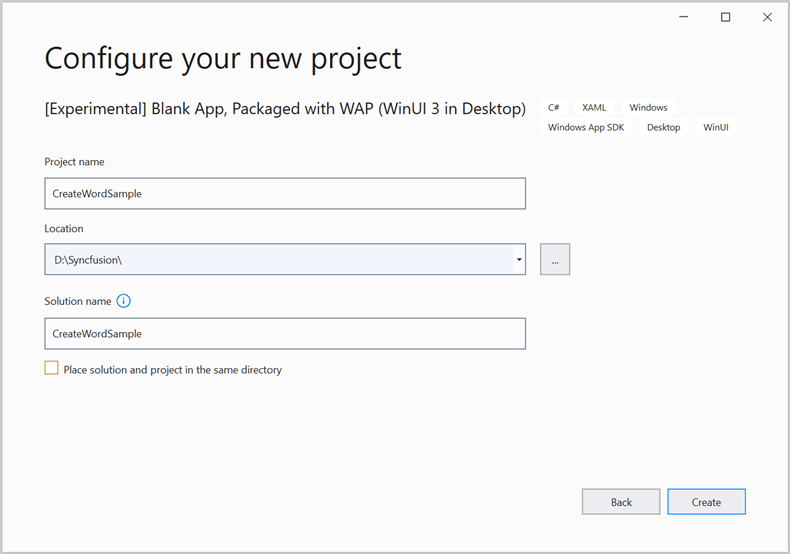 Configure your new project
[Experimental] Blank App, Packaged with WAP (WinUI 3 in Desktop)
C# XAML Windows
Windows App SDK Desktop WinUI
Project name
CreateWordSample
Location
D:\Syncfusion\
...
Solution name
CreateWordSample
Place solution and project in the same directory
Back Create